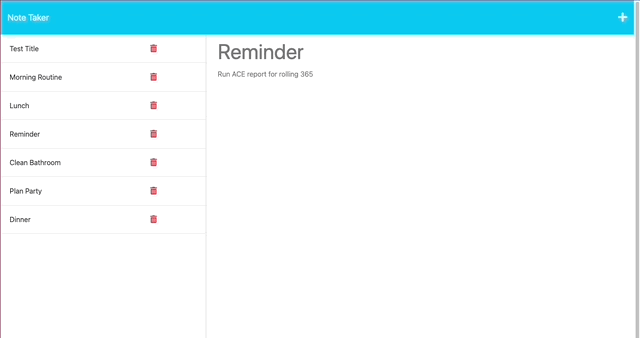 Note Taker
Test Title
Morning Routine
Lunch
Reminder
Clean Bathroom
Plan Party
Dinner
Reminder
Run ACE report for rolling 365